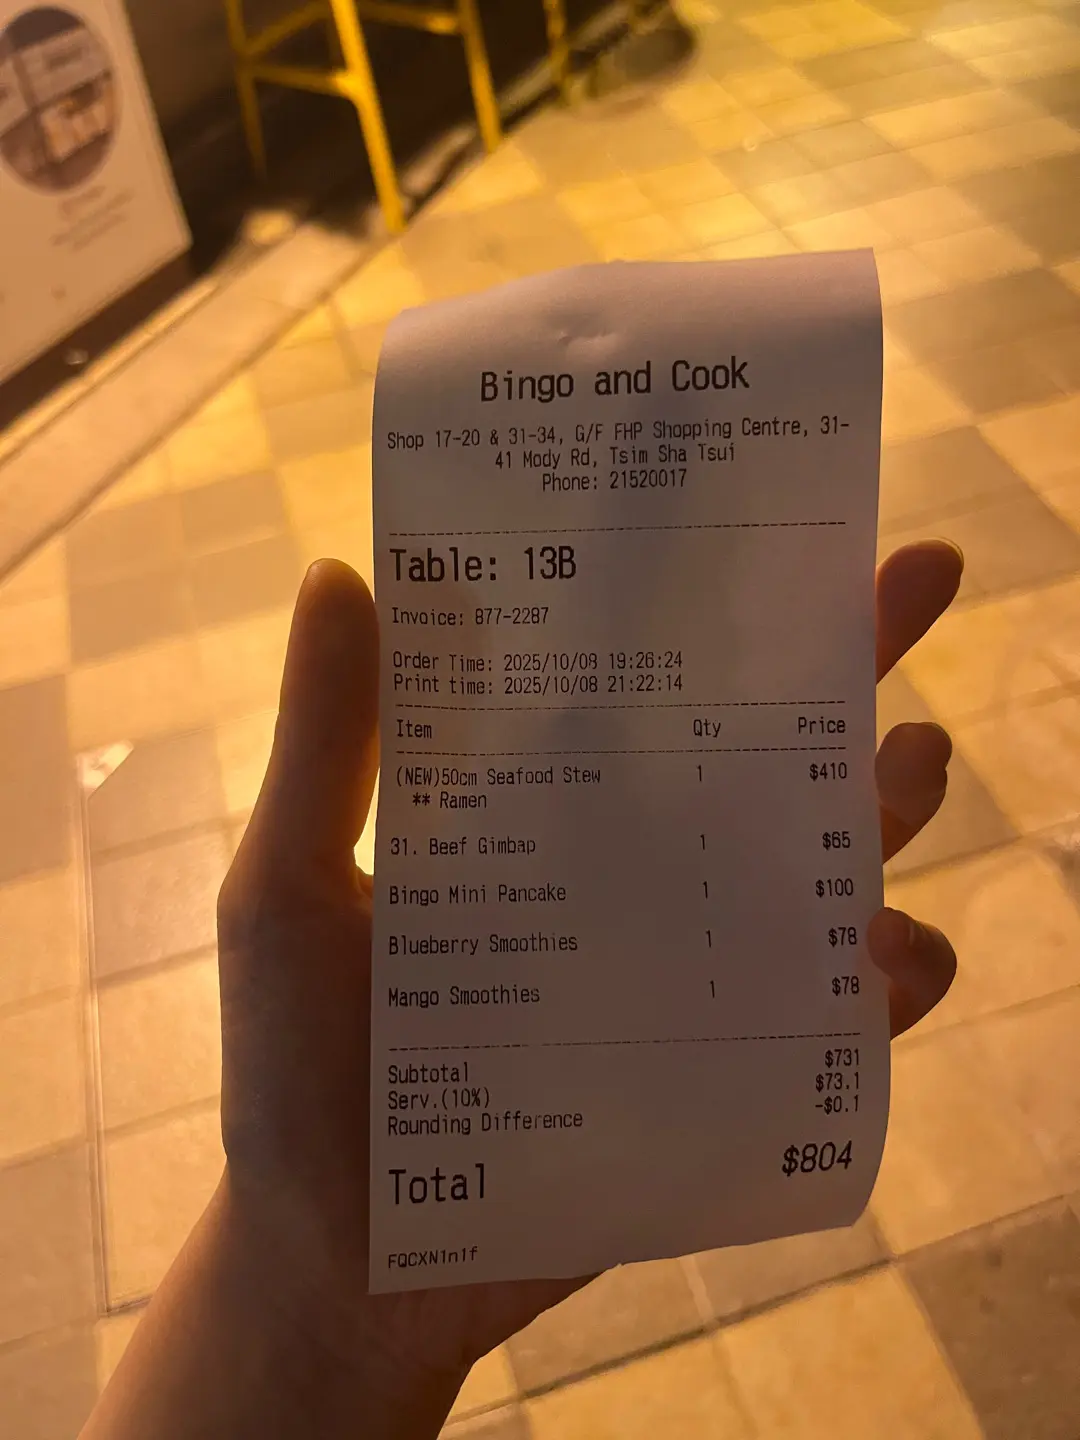 Bingo and Cook
Shop 17-20 & 31-34, G/F FHP Shopping Centre, 31-
41 Mody Rd, Tsim Sha Tsui
Phone: 21520017
Table: 13B
Invoice: 877-2287
Order Time: 2025/10/08 19:26:24
Print time: 2025/10/08 21:22:14
Item Qty Price
(NEW)50cm Seafood Stew 1 $410
** Ramen
31. Beef Gimbap 1 $65
Bingo Mini Pancake 1 $100
Blueberry Smoothies 1 $78
Mango Smoothies 1 $78
Subtotal $731
Serv.(10%) $73.1
Rounding Difference -$0.1
Total $804
FQCXN1n1f